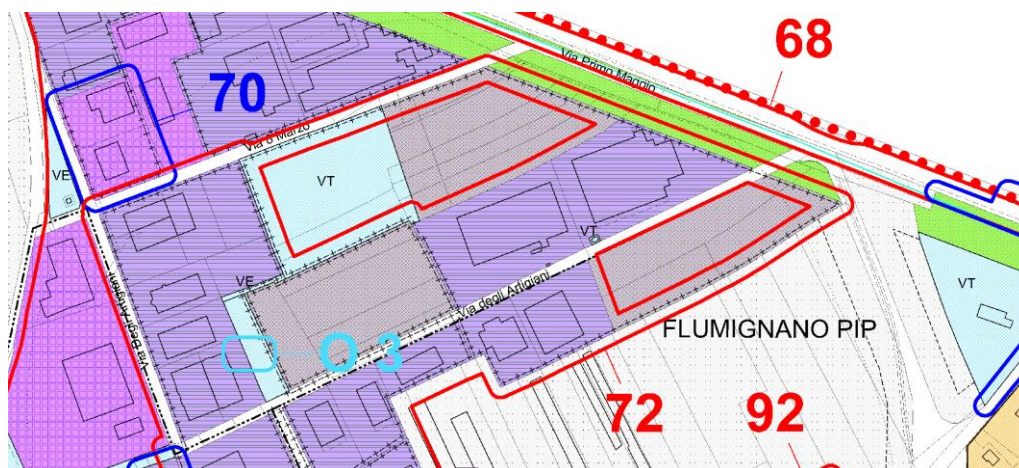 68
Via Primo Maggio
70
Via 8 Marzo
VE
VT
VT
VE
Via degli Artigiani
Via degli Artigiani
VT
FLUMIGNANO PIP
O 3
72
92